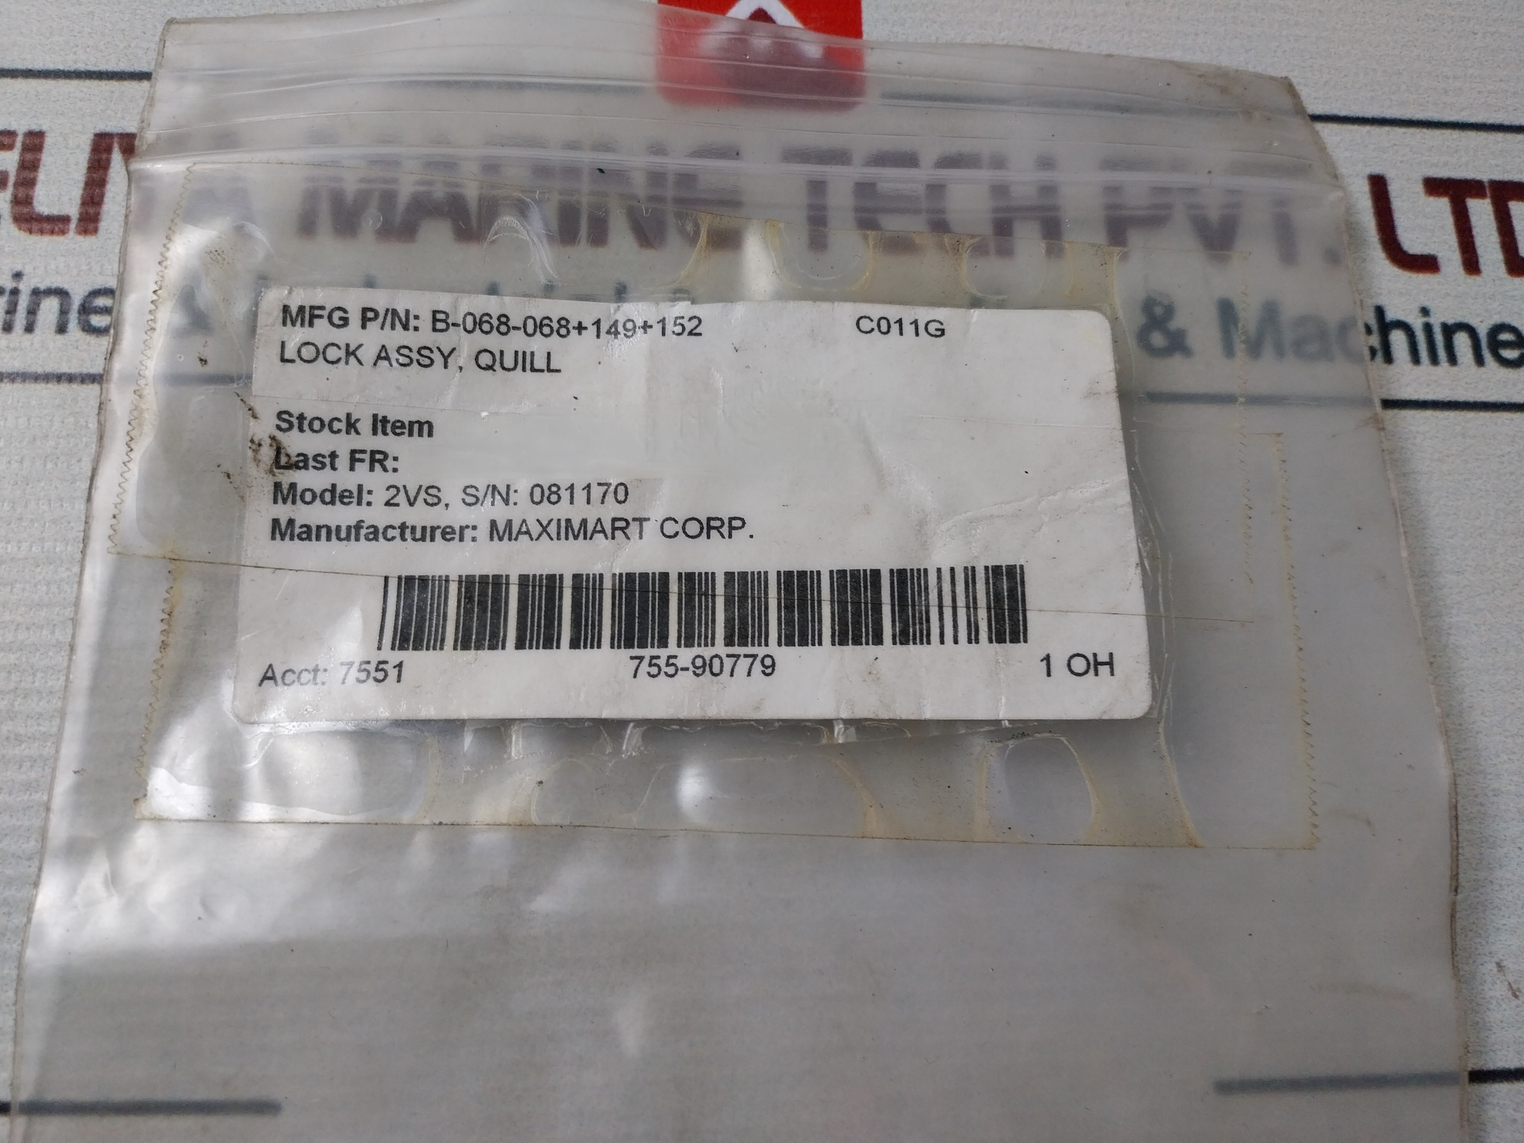 MARINE TECH PVT. LTD
& Machine
MFG P/N: B-068-068+149+152 C011G
LOCK ASSY, QUILL
Stock Item
Last FR:
Model: 2VS, S/N: 081170
Manufacturer: MAXIMART CORP.
Acct: 7551 755-90779 1 OH